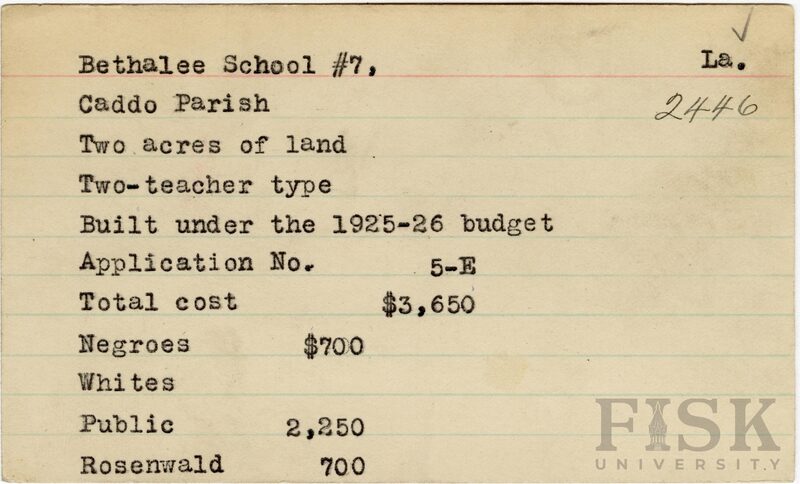 Bethalee School #7, La.
Caddo Parish 2446
Two acres of land
Two-teacher type
Built under the 1925-26 budget
Application No. 5-E
Total cost $3,650
Negroes $700
Whites
Public 2,250
Rosenwald 700
FISK
UNIVERSITY